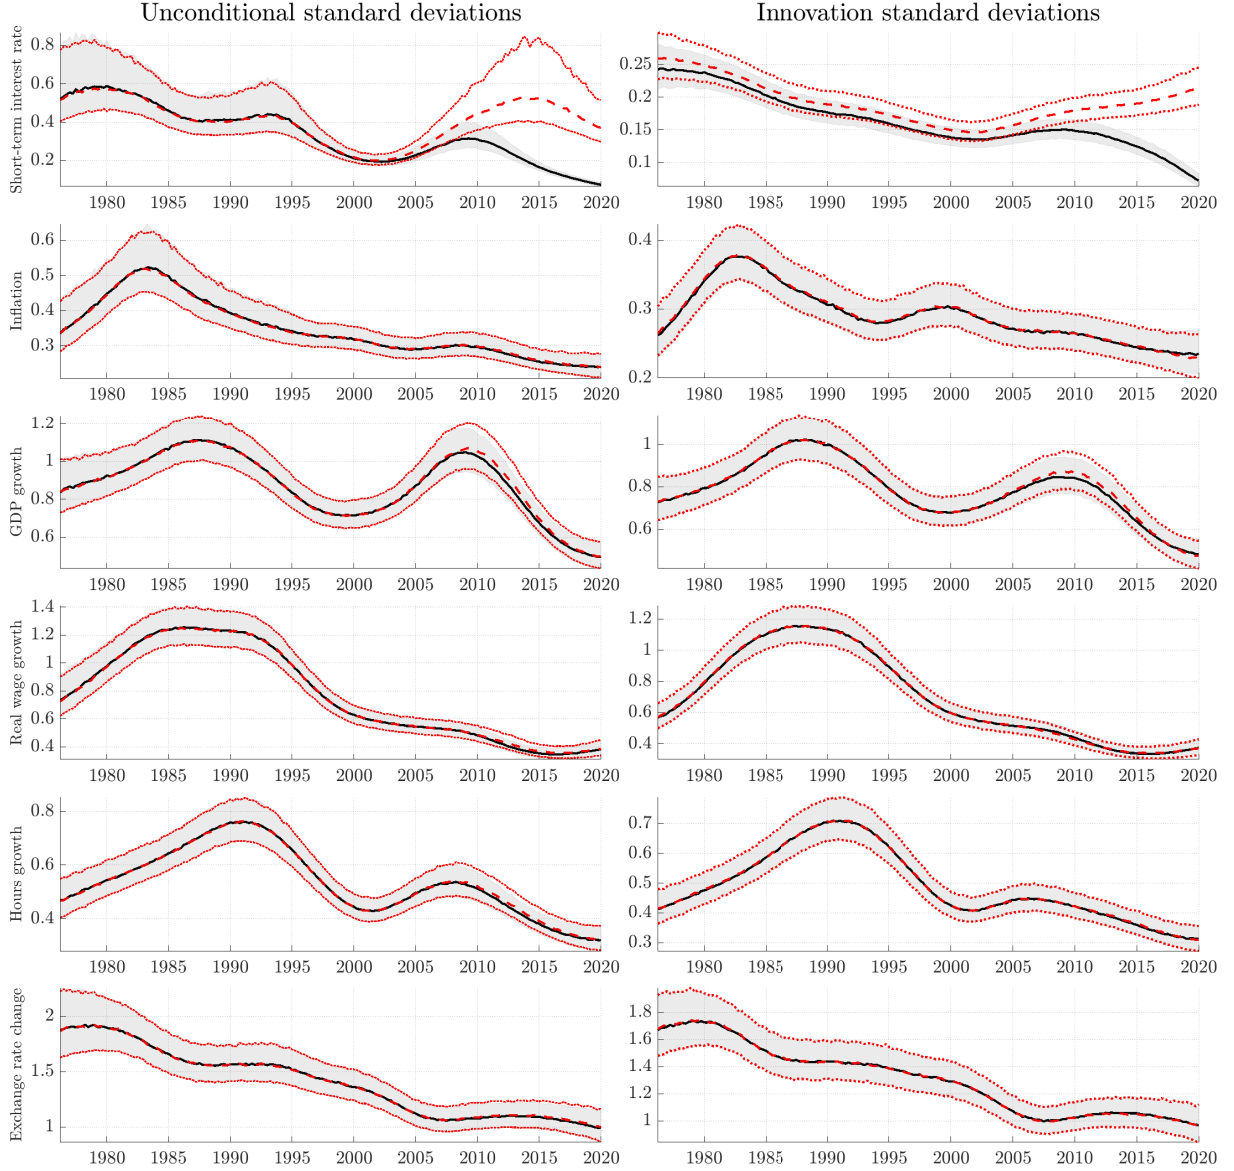 Unconditional standard deviations
Innovation standard deviations
Short-term interest rate
0.8
0.6
0.4
0.2
1980 1985 1990 1995 2000 2005 2010 2015 2020
0.25
0.2
0.15
0.1
1980 1985 1990 1995 2000 2005 2010 2015 2020
Inflation
0.6
0.5
0.4
0.3
1980 1985 1990 1995 2000 2005 2010 2015 2020
0.4
0.3
0.2
1980 1985 1990 1995 2000 2005 2010 2015 2020
GDP growth
1.2
1
0.8
0.6
1980 1985 1990 1995 2000 2005 2010 2015 2020
1
0.8
0.6
1980 1985 1990 1995 2000 2005 2010 2015 2020
Real wage growth
1.4
1.2
1
0.8
0.6
0.4
1980 1985 1990 1995 2000 2005 2010 2015 2020
1.2
1
0.8
0.6
0.4
1980 1985 1990 1995 2000 2005 2010 2015 2020
Hours growth
0.8
0.6
0.4
1980 1985 1990 1995 2000 2005 2010 2015 2020
0.7
0.6
0.5
0.4
0.3
1980 1985 1990 1995 2000 2005 2010 2015 2020
Exchange rate change
2
1.5
1
1980 1985 1990 1995 2000 2005 2010 2015 2020
1.8
1.6
1.4
1.2
1
1980 1985 1990 1995 2000 2005 2010 2015 2020